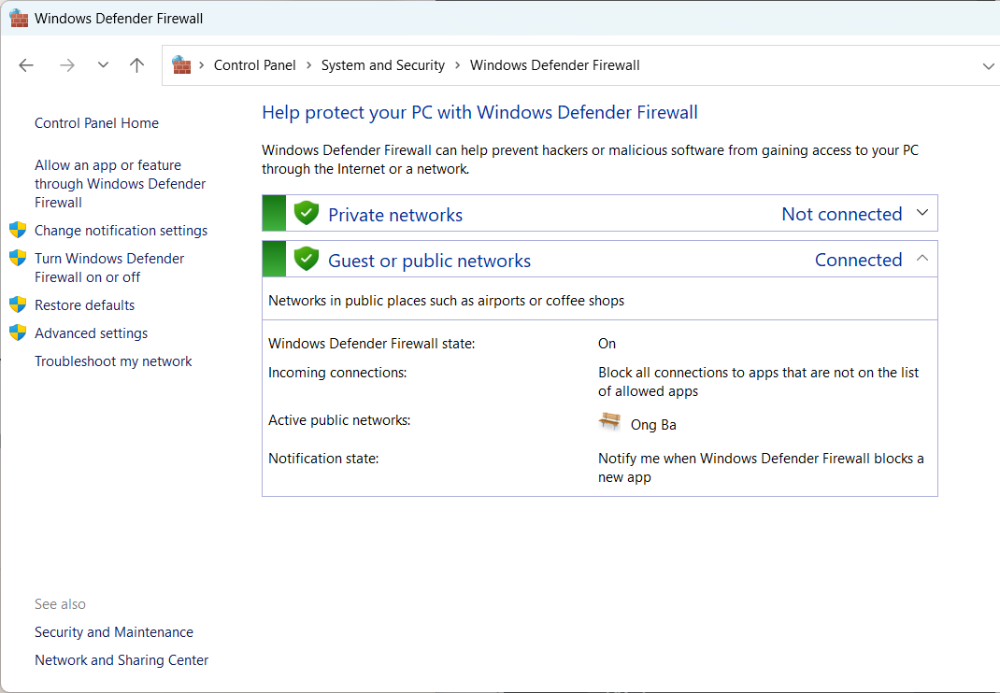 Windows Defender Firewall
Control Panel > System and Security > Windows Defender Firewall
Control Panel Home
Allow an app or feature
through Windows Defender
Firewall
Change notification settings
Turn Windows Defender
Firewall on or off
Restore defaults
Advanced settings
Troubleshoot my network
See also
Security and Maintenance
Network and Sharing Center
Help protect your PC with Windows Defender Firewall
Windows Defender Firewall can help prevent hackers or malicious software from gaining access to your PC
through the Internet or a network.
Private networks Not connected
Guest or public networks Connected
Networks in public places such as airports or coffee shops
Windows Defender Firewall state: On
Incoming connections: Block all connections to apps that are not on the list
of allowed apps
Active public networks: Ong Ba
Notification state: Notify me when Windows Defender Firewall blocks a
new app